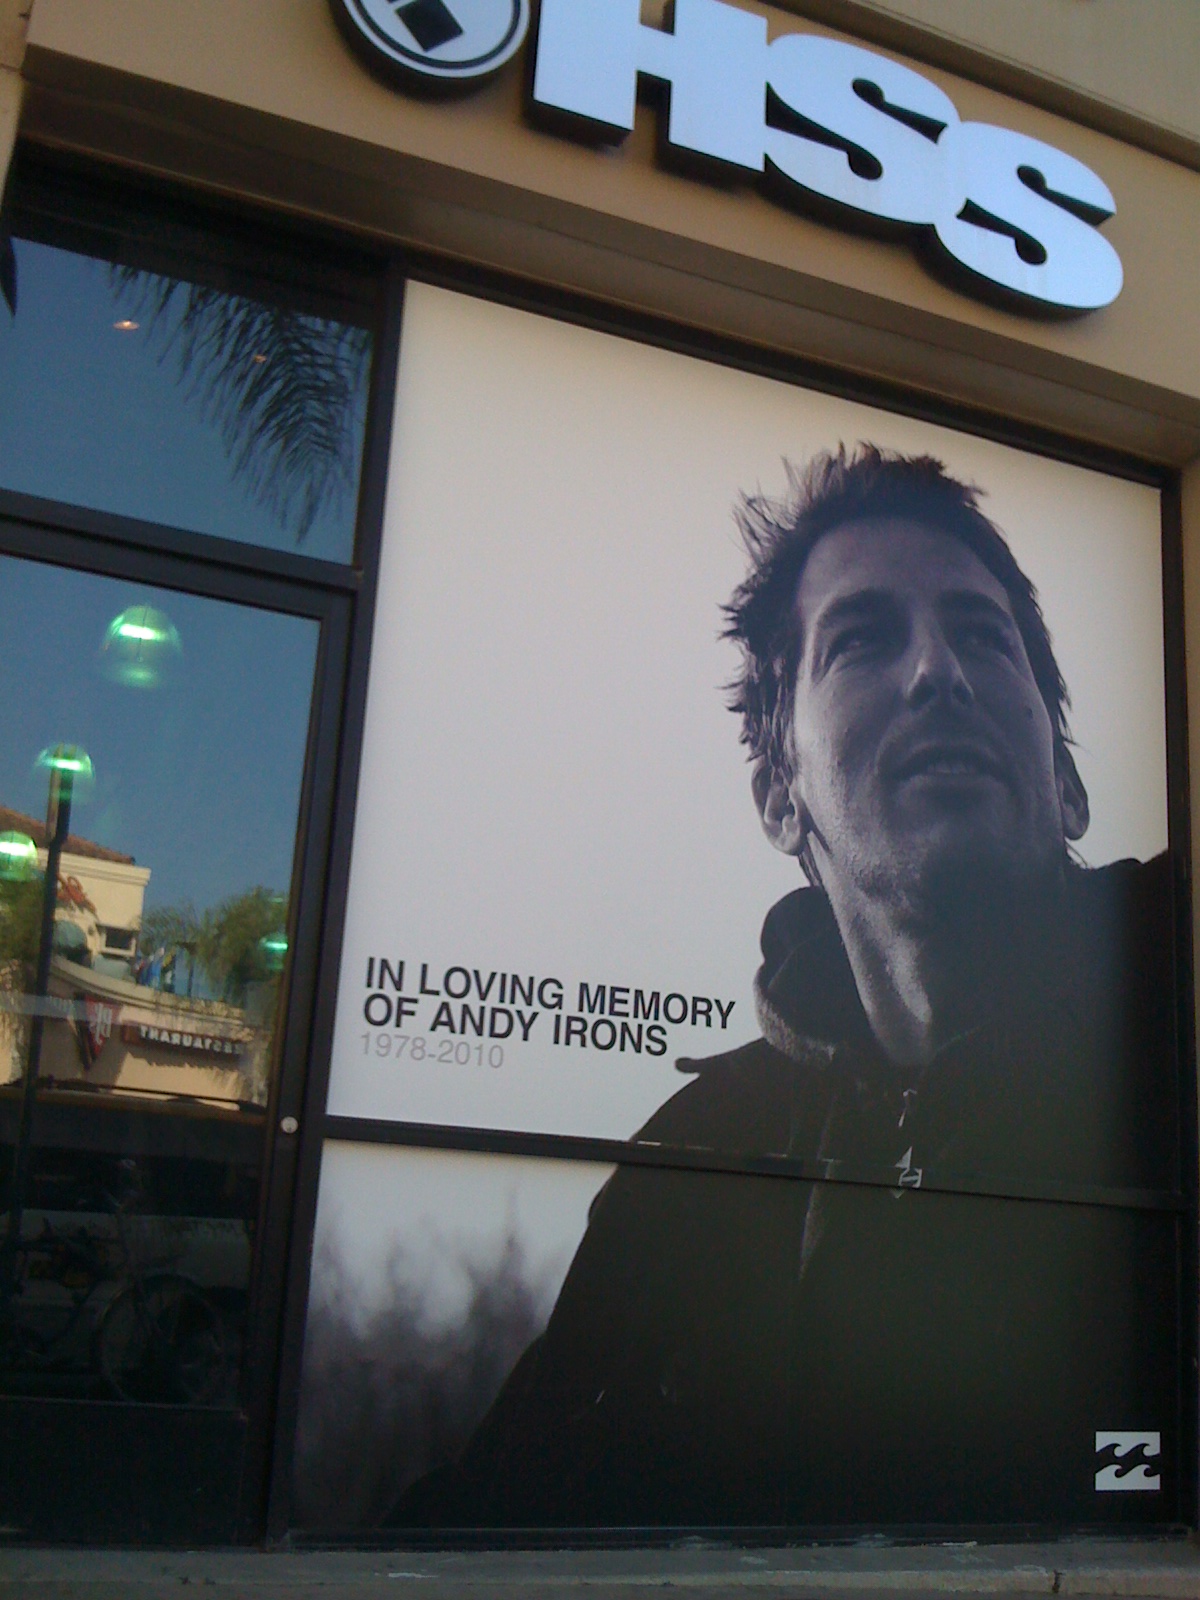 HSS
IN LOVING MEMORY
OF ANDY IRONS
1978-2010